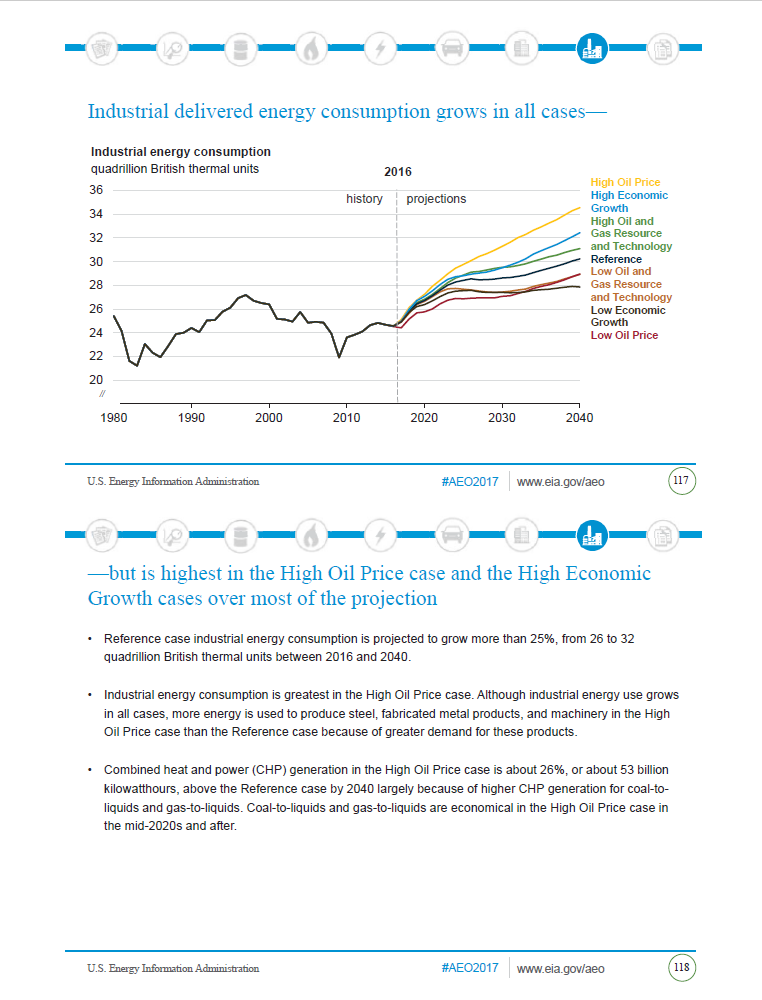 Industrial delivered energy consumption grows in all cases—
Industrial energy consumption
quadrillion British thermal units
2016
history
projections
36
34
32
30
28
26
24
22
20
//
1980
1990
2000
2010
2020
2030
2040
High Oil Price
High Economic
Growth
High Oil and
Gas Resource
and Technology
Reference
Low Oil and
Gas Resource
and Technology
Low Economic
Growth
Low Oil Price
U.S. Energy Information Administration
#AEO2017
www.eia.gov/aeo
117
—but is highest in the High Oil Price case and the High Economic
Growth cases over most of the projection
• Reference case industrial energy consumption is projected to grow more than 25%, from 26 to 32
quadrillion British thermal units between 2016 and 2040.
• Industrial energy consumption is greatest in the High Oil Price case. Although industrial energy use grows
in all cases, more energy is used to produce steel, fabricated metal products, and machinery in the High
Oil Price case than the Reference case because of greater demand for these products.
• Combined heat and power (CHP) generation in the High Oil Price case is about 26%, or about 53 billion
kilowatthours, above the Reference case by 2040 largely because of higher CHP generation for coal-to-
liquids and gas-to-liquids. Coal-to-liquids and gas-to-liquids are economical in the High Oil Price case in
the mid-2020s and after.
U.S. Energy Information Administration
#AEO2017
www.eia.gov/aeo
118